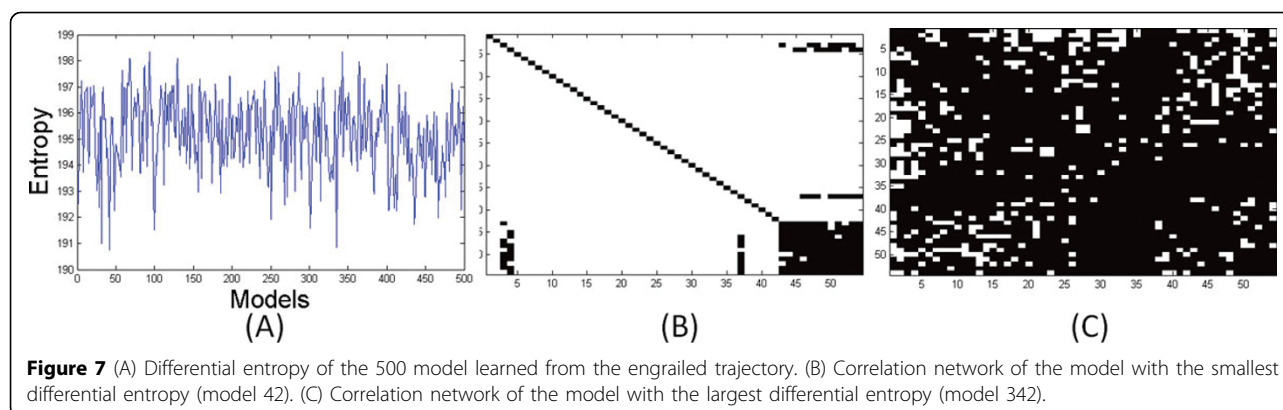 199
198
197
196
195
194
193
192
191
190
Entropy
0 50 100 150 200 250 300 350 400 450 500
Models
(A)
5 10 15 20 25 30 35 40 45 50
(B)
5
10
15
20
25
30
35
40
45
50
5 10 15 20 25 30 35 40 45 50
(C)
Figure 7 (A) Differential entropy of the 500 model learned from the engrailed trajectory. (B) Correlation network of the model with the smallest
differential entropy (model 42). (C) Correlation network of the model with the largest differential entropy (model 342).